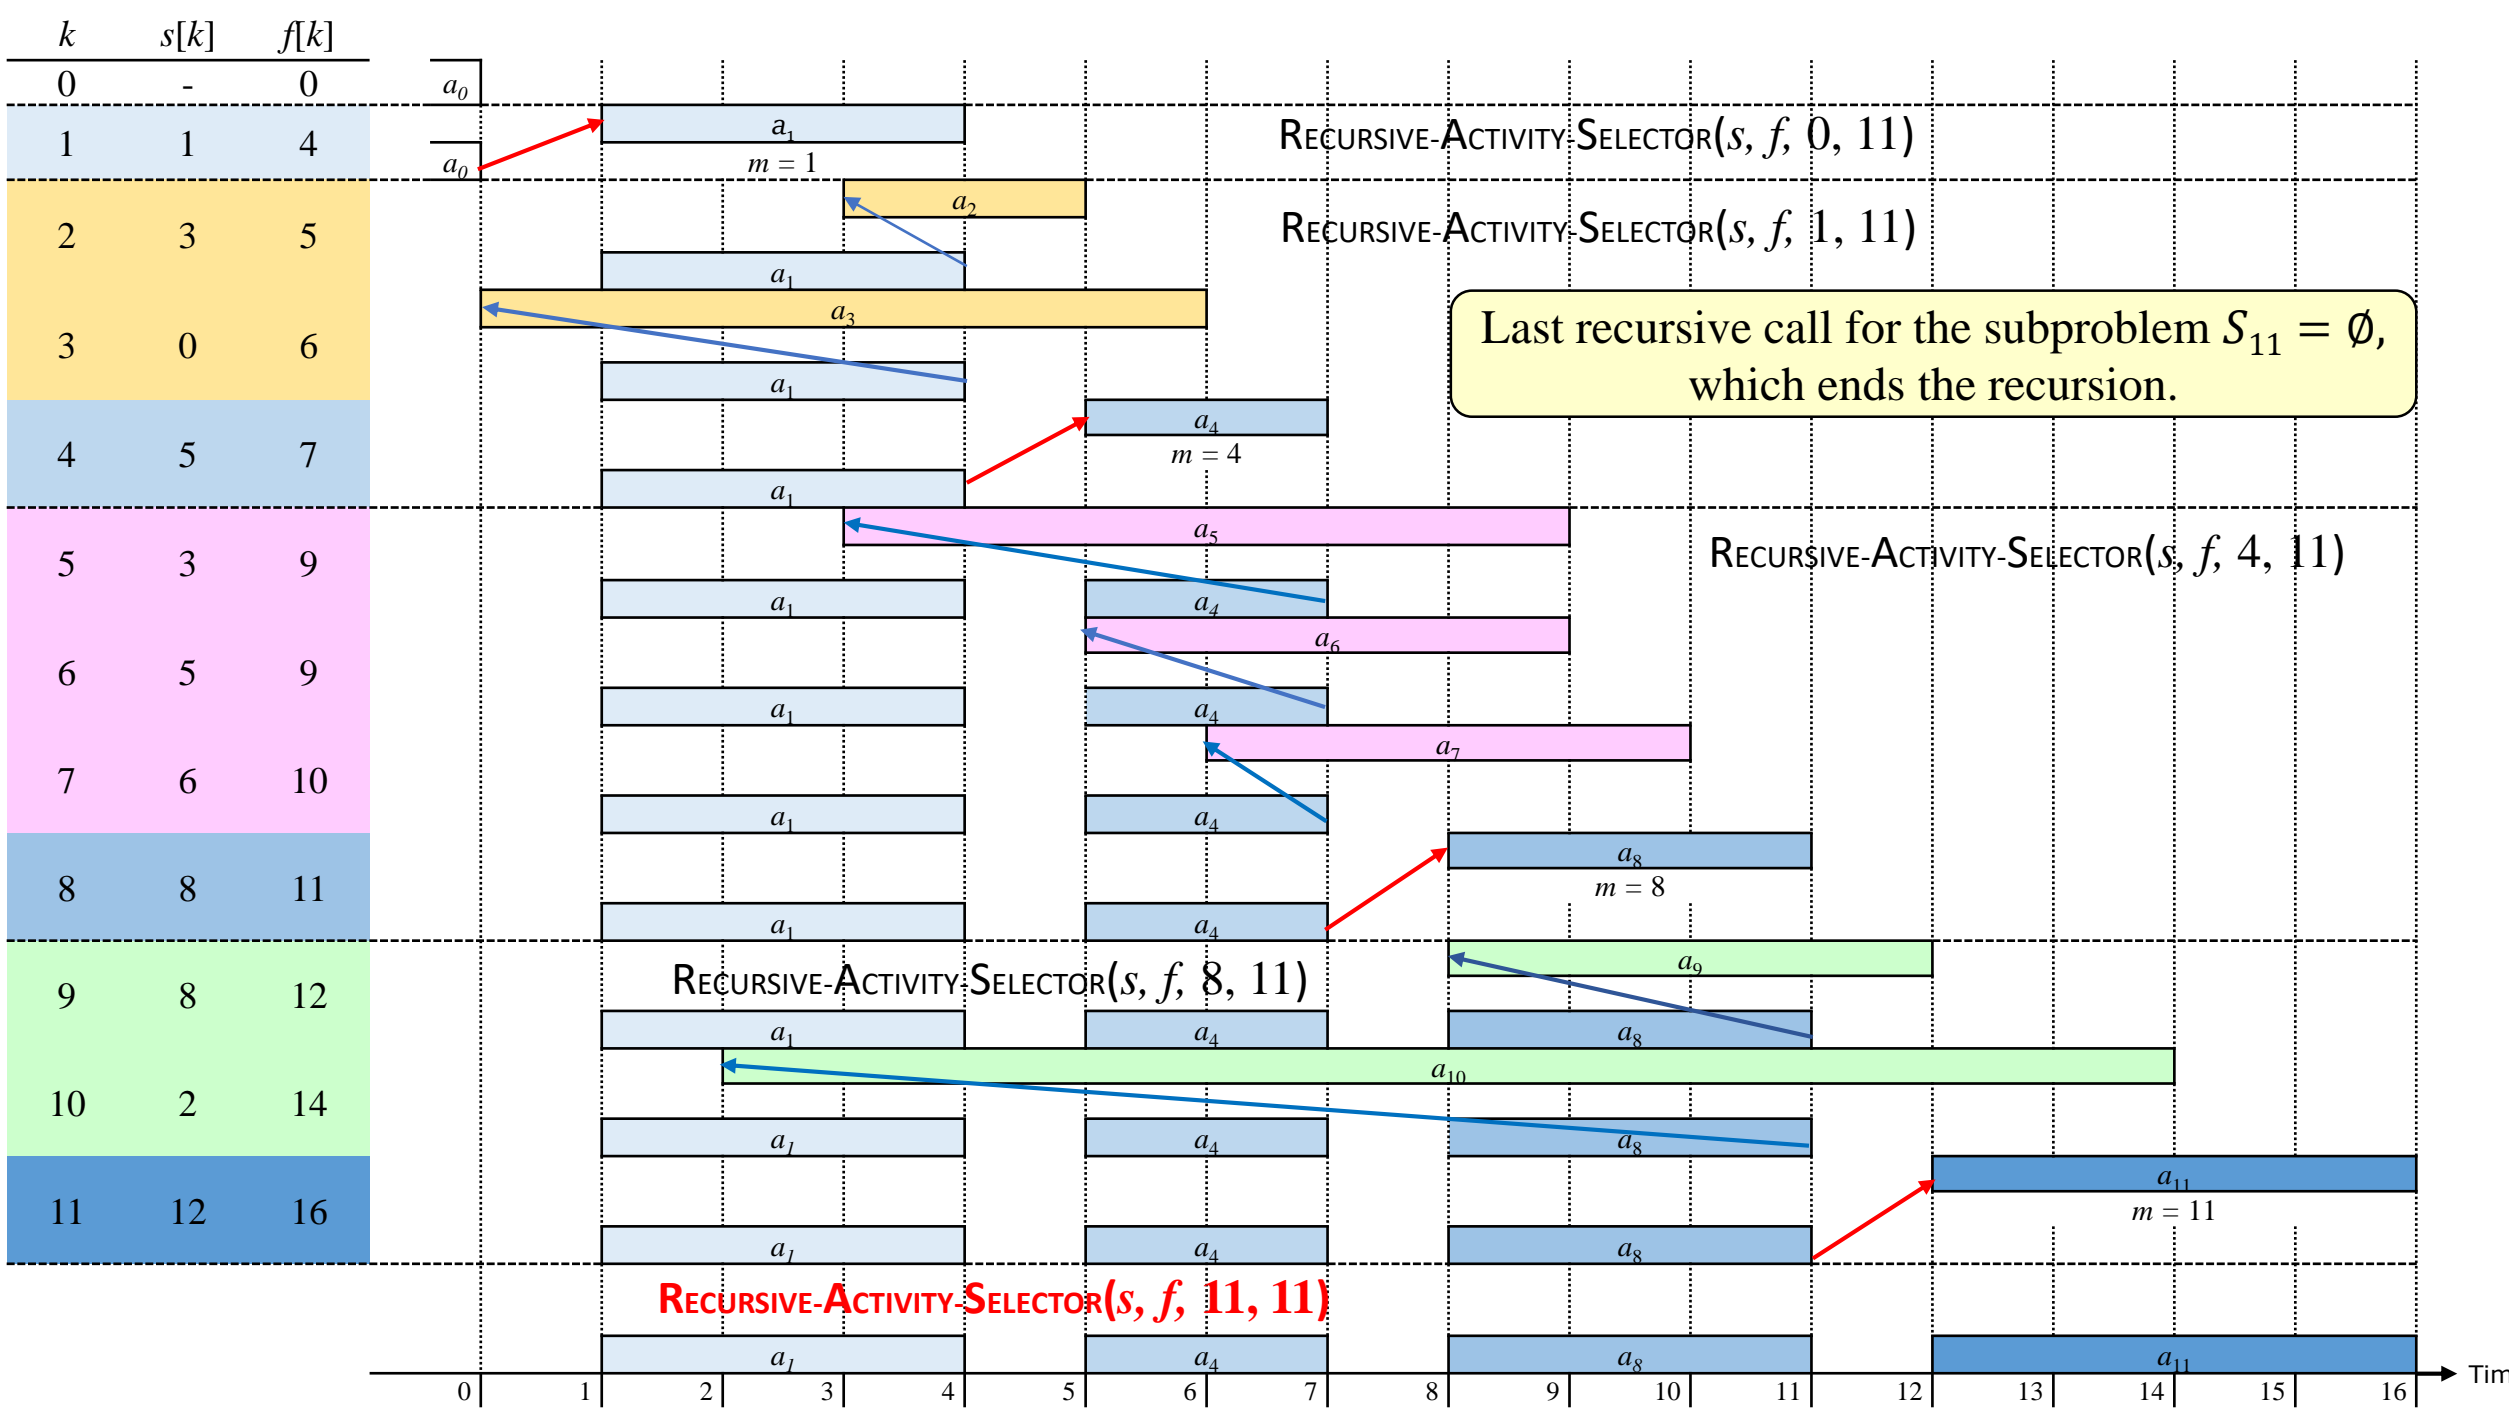 k s[k] f[k]
0 - 0 a0
1 1 4 a1 RECURSIVE-ACTIVITY-SELECTOR(s, f, 0, 11)
a0 m = 1
a2
2 3 5 RECURSIVE-ACTIVITY-SELECTOR(s, f, 1, 11)
a1
a3
Last recursive call for the subproblem S11 = ∅,
which ends the recursion.
3 0 6
a1
a4
4 5 7 m = 4
a1
a5
5 3 9 RECURSIVE-ACTIVITY-SELECTOR(s, f, 4, 11)
a1 a4
a6
6 5 9
a1 a4
a7
7 6 10
a1 a4
a8
8 8 11 m = 8
a1 a4
a9
9 8 12 RECURSIVE-ACTIVITY-SELECTOR(s, f, 8, 11)
a1 a4 a8
a10
10 2 14
a1 a4 a8
a11
11 12 16 m = 11
a1 a4 a8
RECURSIVE-ACTIVITY-SELECTOR(s, f, 11, 11)
a1 a4 a8 a11
0 1 2 3 4 5 6 7 8 9 10 11 12 13 14 15 16 Tim